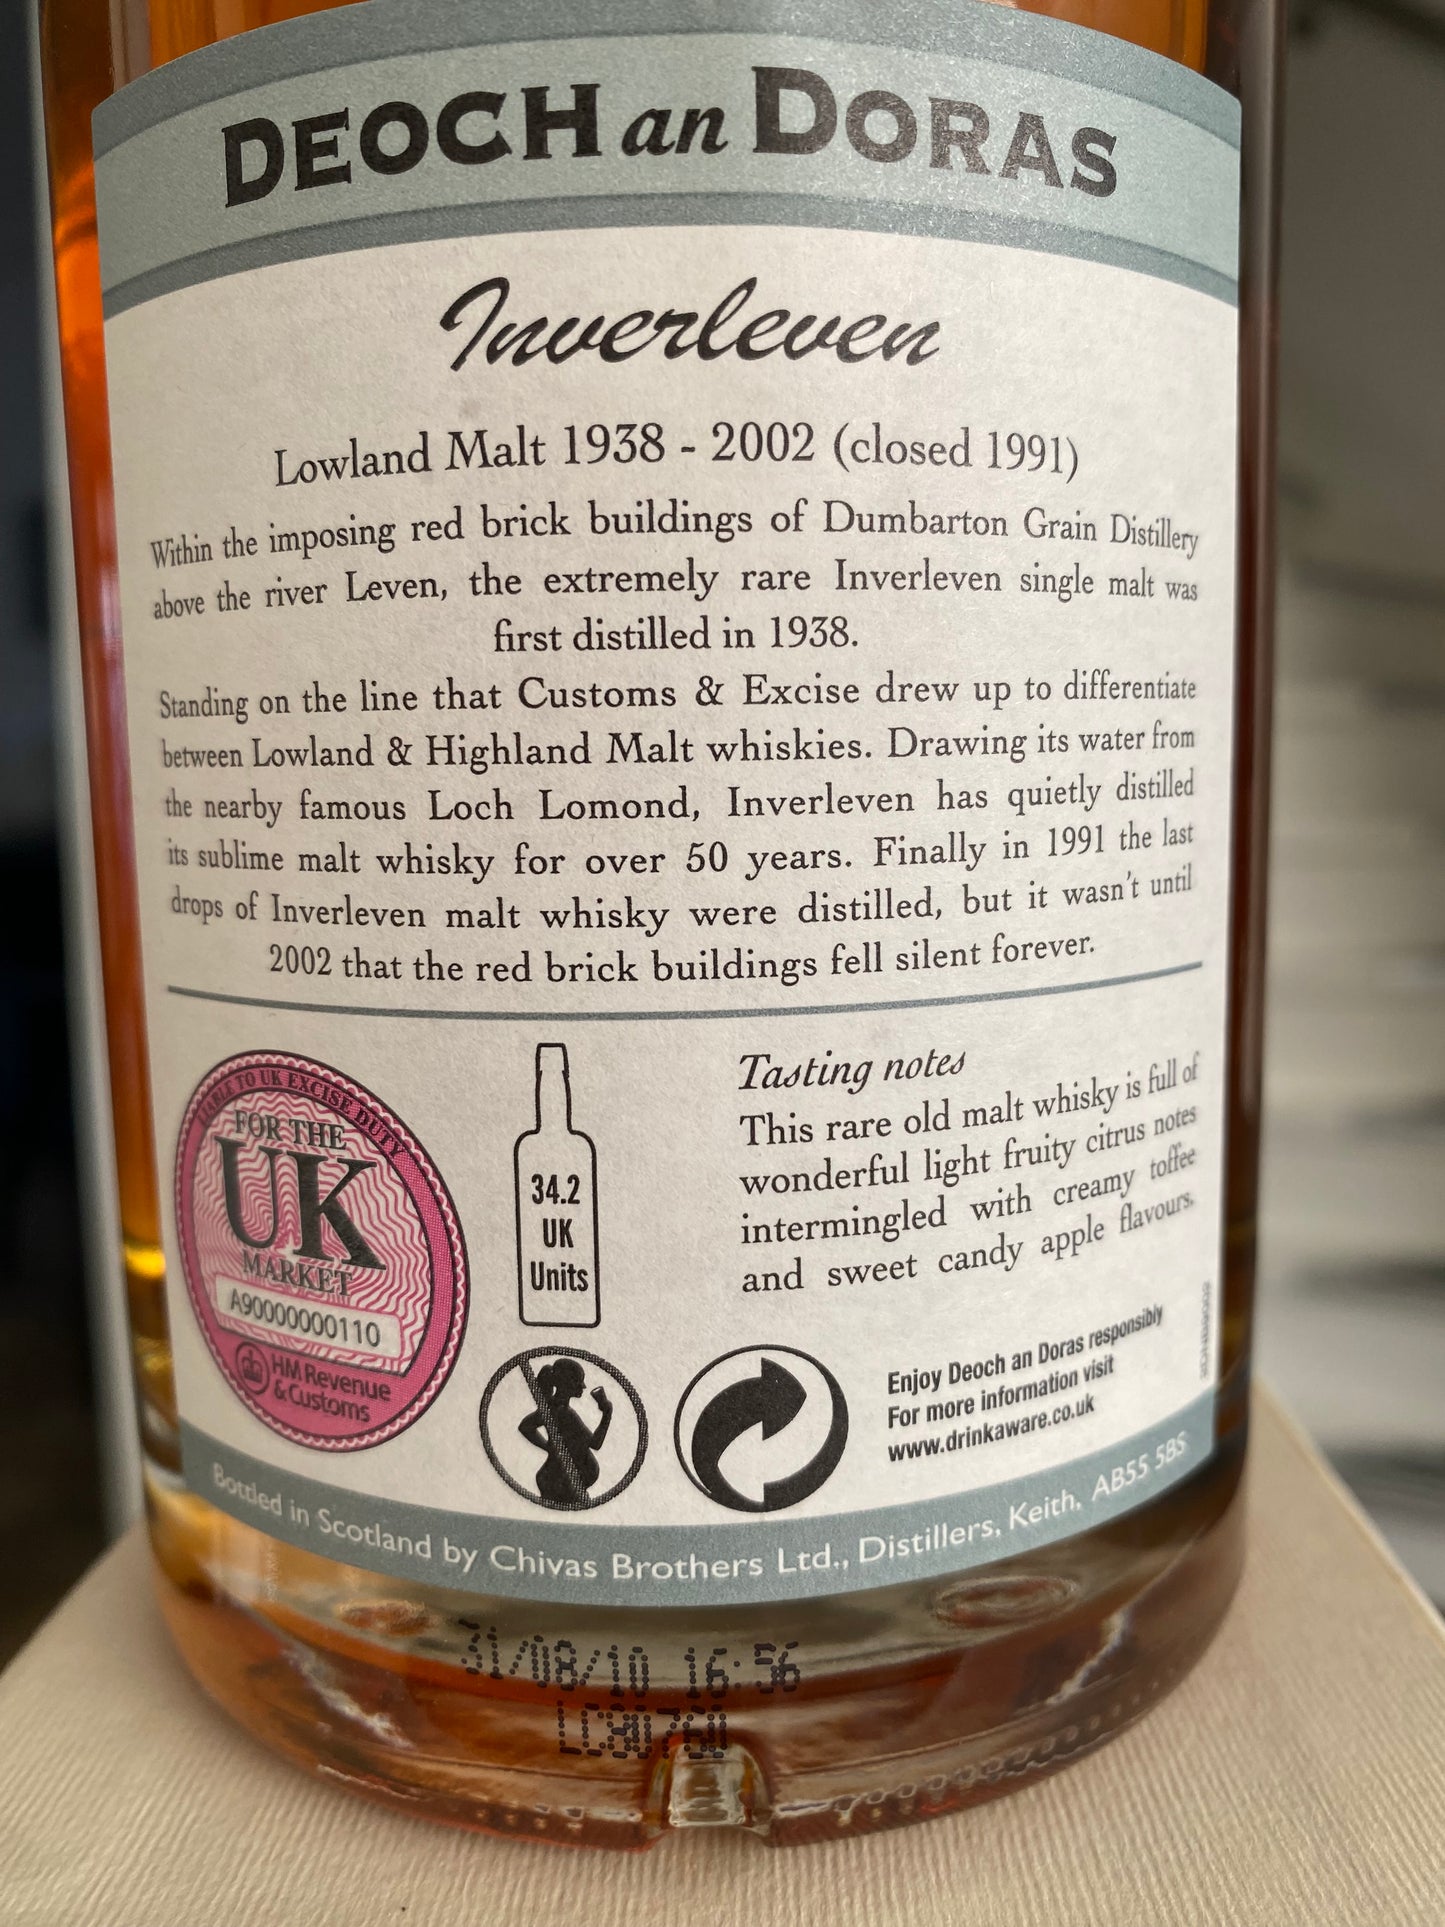 DEOCH an DORAS
Inverleven
Lowland Malt 1938 - 2002 (closed 1991)
Within the imposing red brick buildings of Dumbarton Grain Distillery
above the river Leven, the extremely rare Inverleven single malt was
first distilled in 1938.
Standing on the line that Customs & Excise drew up to differentiate
between Lowland & Highland Malt whiskies. Drawing its water from
the nearby famous Loch Lomond, Inverleven has quietly distilled
its sublime malt whisky for over 50 years. Finally in 1991 the last
drops of Inverleven malt whisky were distilled, but it wasn't until
2002 that the red brick buildings fell silent forever.
LIABLE TO UK EXCISE DUTY
FOR THE
UK
MARKET
A90000000110
HM Revenue
& Customs
34.2
UK
Units
Tasting notes
This rare old malt whisky is full of
wonderful light fruity citrus notes
intermingled with creamy toffee
and sweet candy apple flavours.
Enjoy Deoch an Doras responsibly
For more information visit
www.drinkaware.co.uk
Bottled in Scotland by Chivas Brothers Ltd., Distillers, Keith, AB55 5BS
31/08/10 16:56